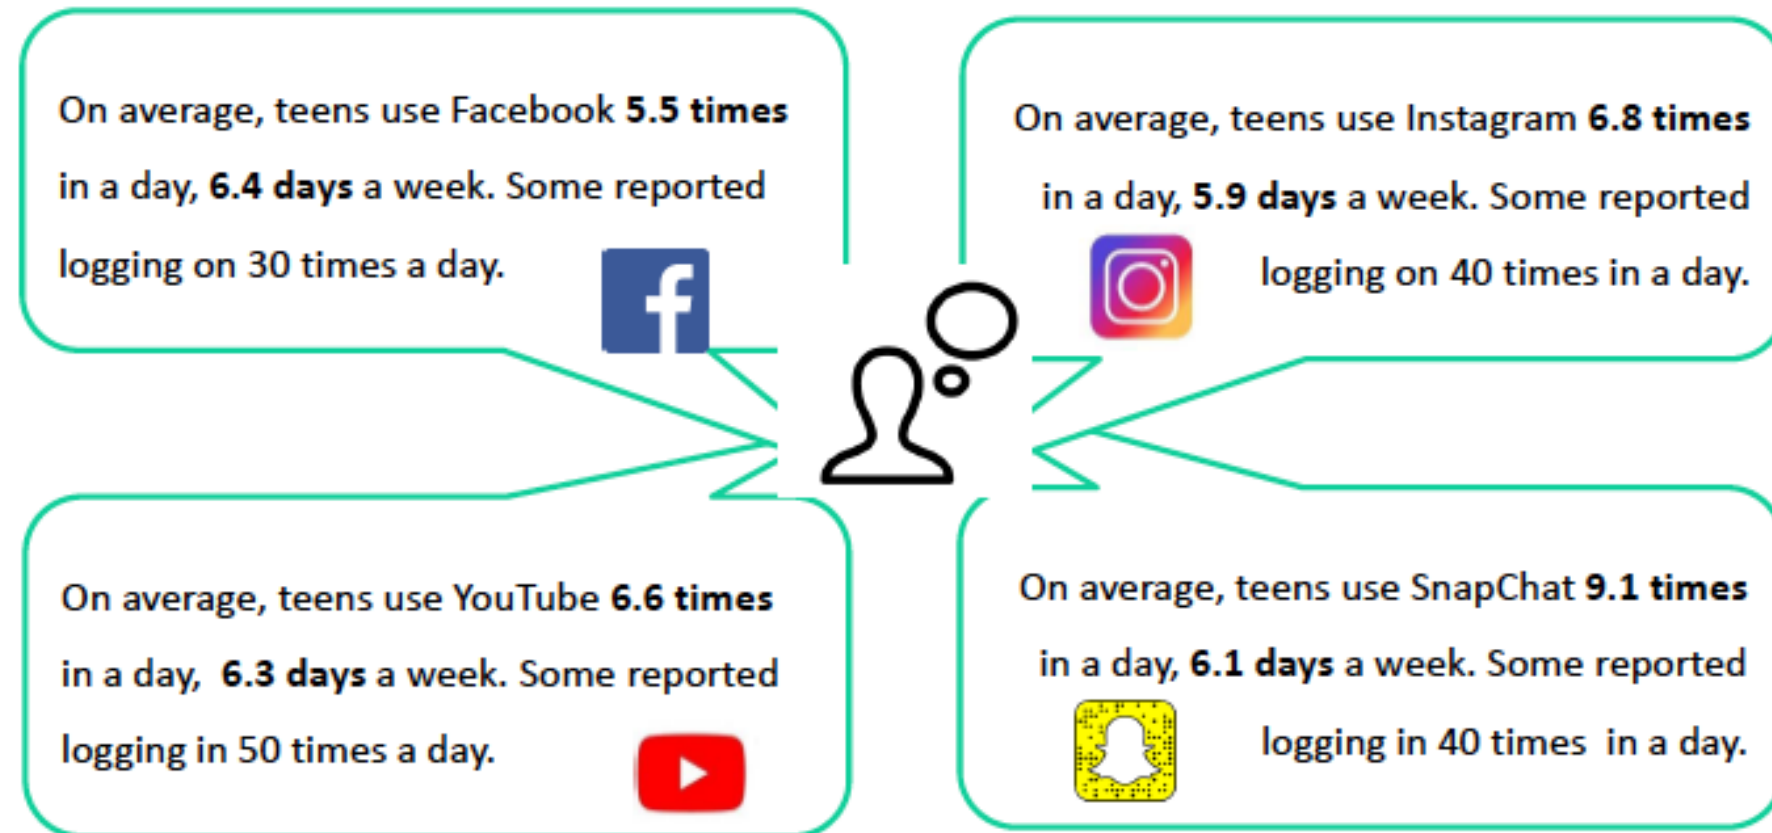 On average, teens use Facebook 5.5 times
in a day, 6.4 days a week. Some reported
logging on 30 times a day.
On average, teens use Instagram 6.8 times
in a day, 5.9 days a week. Some reported
logging on 40 times in a day.
On average, teens use YouTube 6.6 times
in a day, 6.3 days a week. Some reported
logging in 50 times a day.
On average, teens use SnapChat 9.1 times
in a day, 6.1 days a week. Some reported
logging in 40 times in a day.